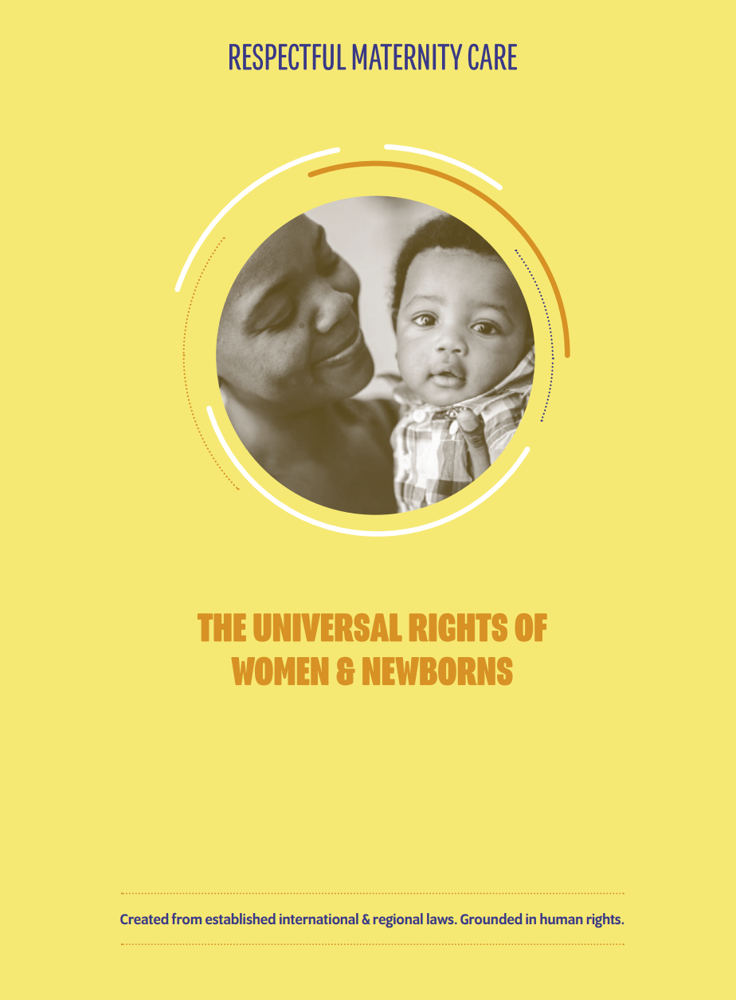 RESPECTFUL MATERNITY CARE
THE UNIVERSAL RIGHTS OF
WOMEN & NEWBORNS
Created from established international & regional laws. Grounded in human rights.